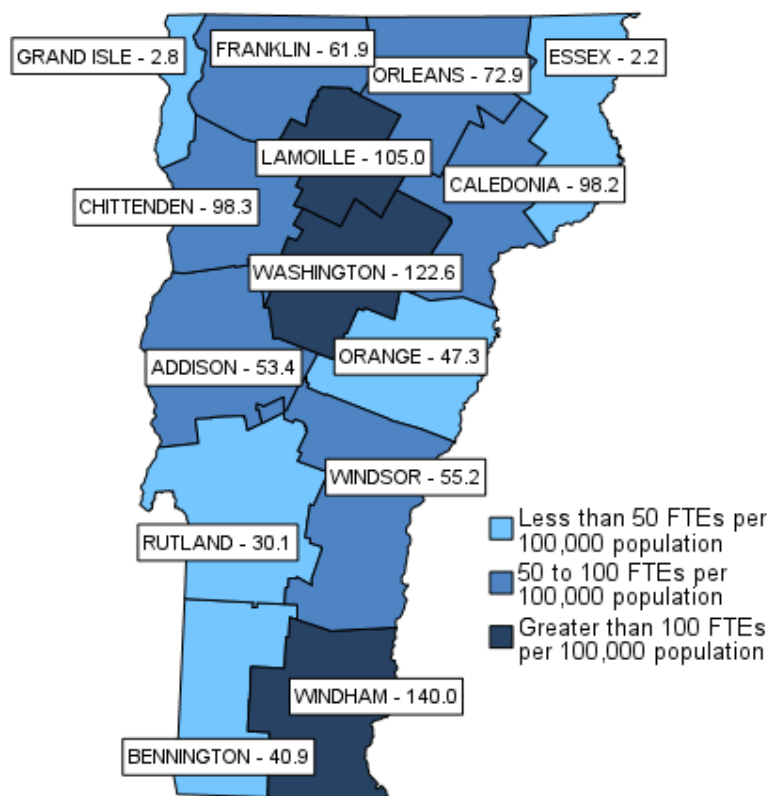 FRANKLIN - 61.9
GRAND ISLE - 2.8
ESSEX - 2.2
ORLEANS - 72.9
LAMOILLE - 105.0
CALEDONIA - 98.2
CHITTENDEN - 98.3
WASHINGTON - 122.6
ORANGE - 47.3
ADDISON - 53.4
WINDSOR - 55.2
RUTLAND - 30.1
WINDHAM - 140.0
BENNINGTON - 40.9
Less than 50 FTEs per
100,000 population
50 to 100 FTEs per
100,000 population
Greater than 100 FTEs
per 100,000 population